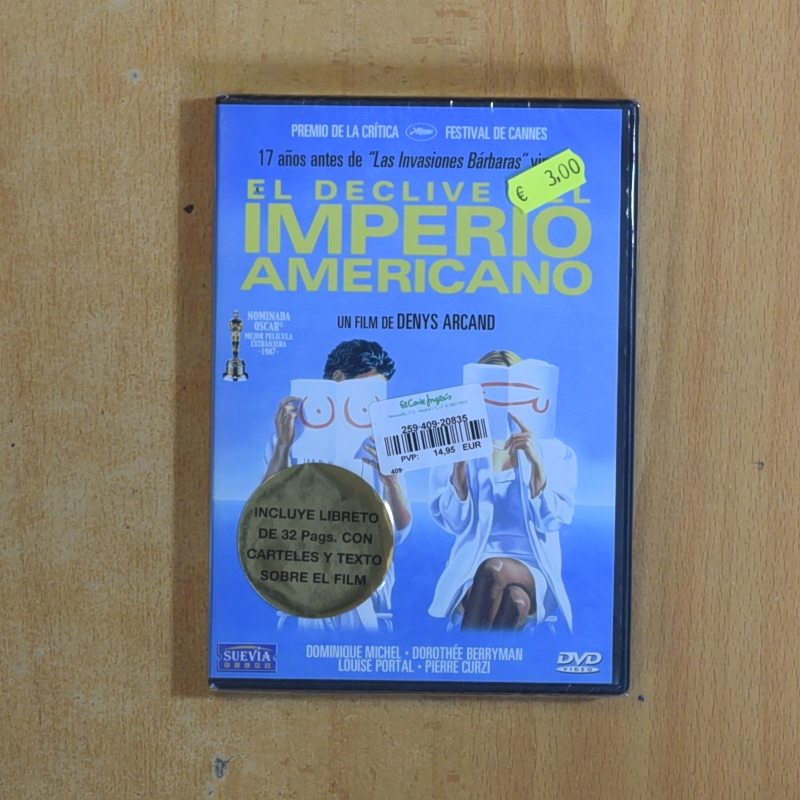 PREMIO DE LA CRÍTICA FESTIVAL DE CANNES
17 años antes de "Las Invasiones Bárbaras"
€ 3,00
EL DECLIVE
IMPERIO
AMERICANO
UN FILM DE DENYS ARCAND
NOMINADA
OSCAR®
MEJOR PELÍCULA
EXTRANJERA
·1987·
El Corte Inglés
259-409-20835
PVP: 14,95 EUR
409-
INCLUYE LIBRETO
DE 32 Pags. CON
CARTELES Y TEXTO
SOBRE EL FILM
SUEVIA
FILMS
DOMINIQUE MICHEL · DOROTHÉE BERRYMAN
LOUISE PORTAL · PIERRE CURZI
DVD
VIDEO